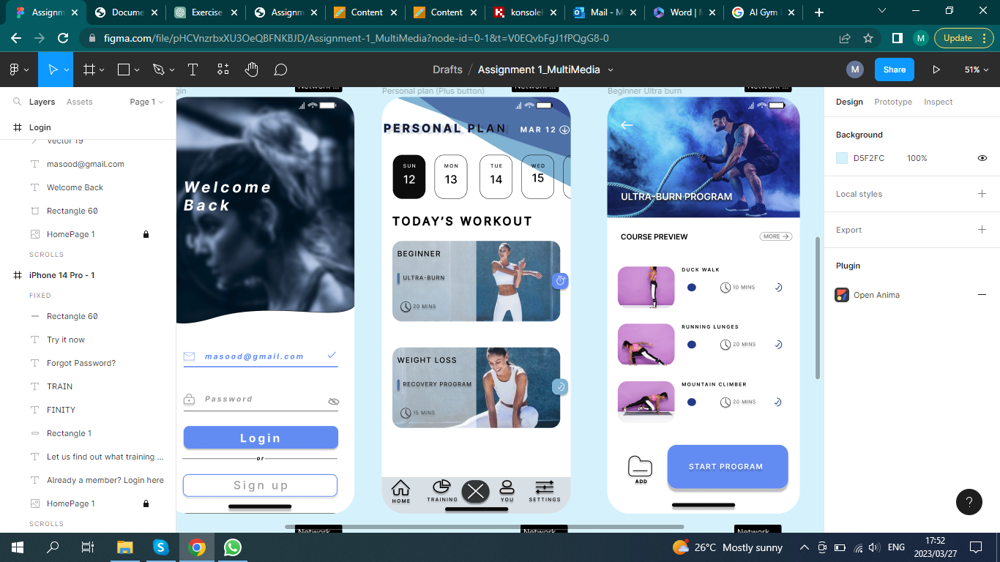 Assignm
Docume
Exercise
Assignm
Content
Content
konsole
Mail - M
Word |
AI Gym
Update
figma.com/file/pHCVnzrbxXU3OeQBFNKBJD/Assignment-1_MultiMedia?node-id=0-1&t=V0EQvbFgJ1fPQgG8-0
M
Drafts / Assignment 1_MultiMedia
M
Share
51%
Layers
Assets
Page 1
Login
Vector 19
masood@gmail.com
Welcome Back
Rectangle 60
HomePage 1
SCROLLS
iPhone 14 Pro - 1
FIXED
Rectangle 60
Try it now
Forgot Password?
TRAIN
FINITY
Rectangle 1
Let us find out what training ...
Already a member? Login here
HomePage 1
SCROLLS
gin
Network ...
Welcome
Back
masood@gmail.com
Password
Login
or
Sign up
Network ...
Personal plan (Plus button)
Network ...
PERSONAL PLAN
MAR 12
SUN
12
MON
13
TUE
14
WED
15
TODAY'S WORKOUT
BEGINNER
ULTRA-BURN
20 MINS
WEIGHT LOSS
RECOVERY PROGRAM
15 MINS
HOME
TRAINING
YOU
SETTINGS
Network ...
Beginner Ultra burn
Network ...
ULTRA-BURN PROGRAM
COURSE PREVIEW
MORE
DUCK WALK
10 MINS
RUNNING LUNGES
20 MINS
MOUNTAIN CLIMBER
20 MINS
ADD
START PROGRAM
Network ...
Design
Prototype
Inspect
Background
D5F2FC
100%
Local styles
Export
Plugin
Open Anima
?
26°C Mostly sunny
ENG
17:52
2023/03/27